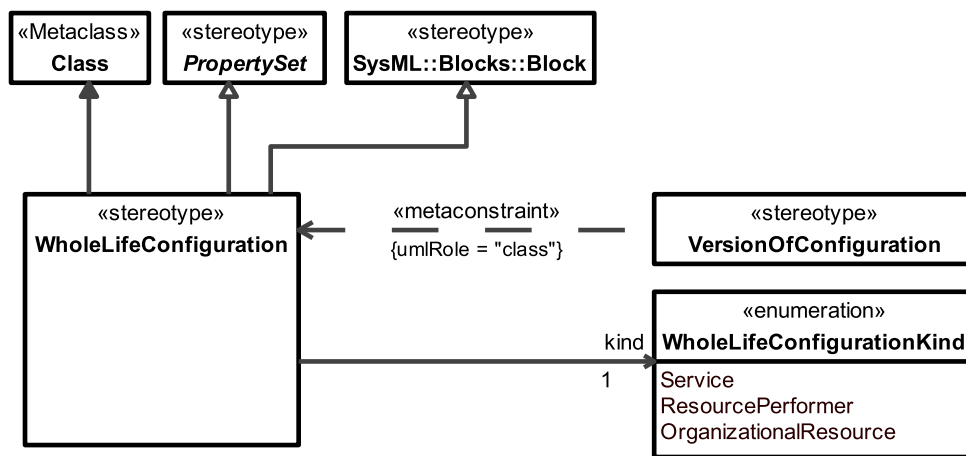 «Metaclass»
Class
«stereotype»
PropertySet
«stereotype»
SysML::Blocks::Block
«stereotype»
WholeLifeConfiguration
«metaconstraint»
{umlRole = "class"}
«stereotype»
VersionOfConfiguration
kind
1
«enumeration»
WholeLifeConfigurationKind
Service
ResourcePerformer
OrganizationalResource